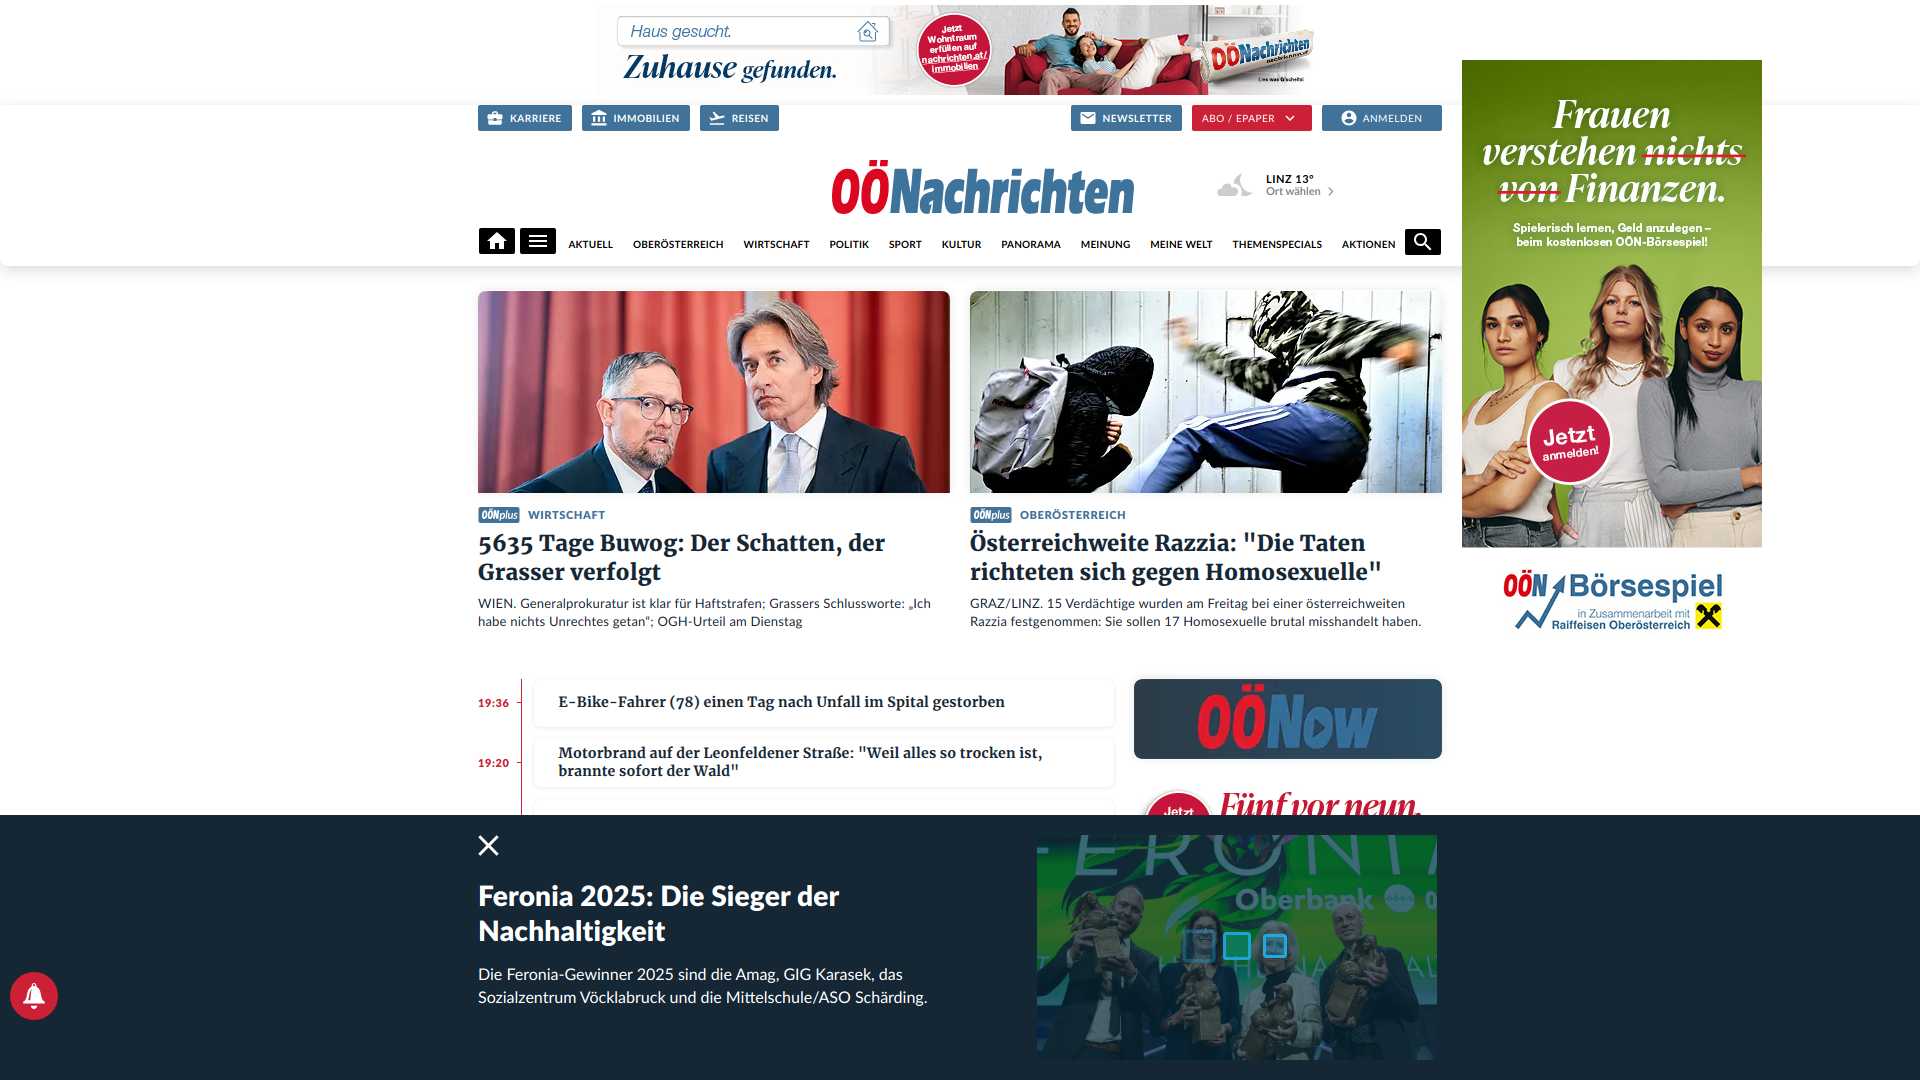 Haus gesucht.
Zuhause gefunden.
Jetzt
Wohntraum
erfüllen auf
nachrichten.at/
immobilien
OÖNachrichten
Lies was G'scheits!
KARRIERE
IMMOBILIEN
REISEN
NEWSLETTER
ABO / EPAPER
ANMELDEN
OÖNachrichten
LINZ 13°
Ort wählen
AKTUELL
OBERÖSTERREICH
WIRTSCHAFT
POLITIK
SPORT
KULTUR
PANORAMA
MEINUNG
MEINE WELT
THEMENSPECIALS
AKTIONEN
Frauen
verstehen nichts
von Finanzen.
Spielerisch lernen, Geld anzulegen –
beim kostenlosen OÖN-Börsespiel!
Jetzt
anmelden!
OÖN Börsespiel
in Zusammenarbeit mit
Raiffeisen Oberösterreich
OÖNplus WIRTSCHAFT
5635 Tage Buwog: Der Schatten, der
Grasser verfolgt
WIEN. Generalprokuratur ist klar für Haftstrafen; Grassers Schlussworte: „Ich
habe nichts Unrechtes getan“; OGH-Urteil am Dienstag
OÖNplus OBERÖSTERREICH
Österreichweite Razzia: "Die Taten
richteten sich gegen Homosexuelle"
GRAZ/LINZ. 15 Verdächtige wurden am Freitag bei einer österreichweiten
Razzia festgenommen: Sie sollen 17 Homosexuelle brutal misshandelt haben.
19:36
E-Bike-Fahrer (78) einen Tag nach Unfall im Spital gestorben
19:20
Motorbrand auf der Leonfeldener Straße: "Weil alles so trocken ist,
brannte sofort der Wald"
OÖNow
Jetzt
Fünf vor neun.
Feronia 2025: Die Sieger der
Nachhaltigkeit
Die Feronia-Gewinner 2025 sind die Amag, GIG Karasek, das
Sozialzentrum Vöcklabruck und die Mittelschule/ASO Schärding.
FERONIA
Oberbank